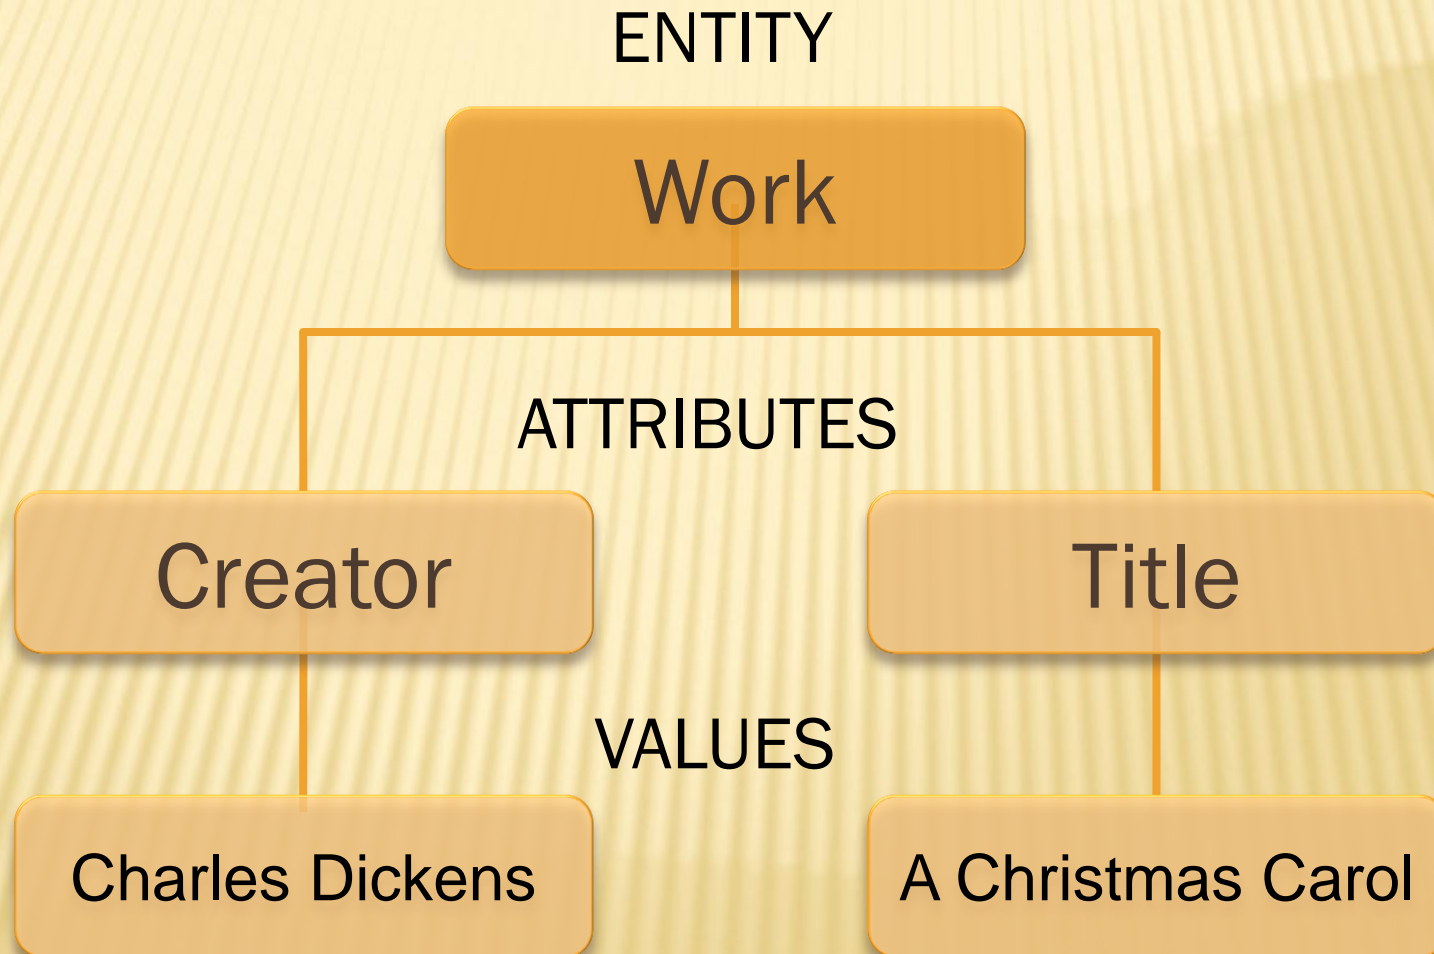 ENTITY
Work
ATTRIBUTES
Creator
Title
VALUES
Charles Dickens
A Christmas Carol